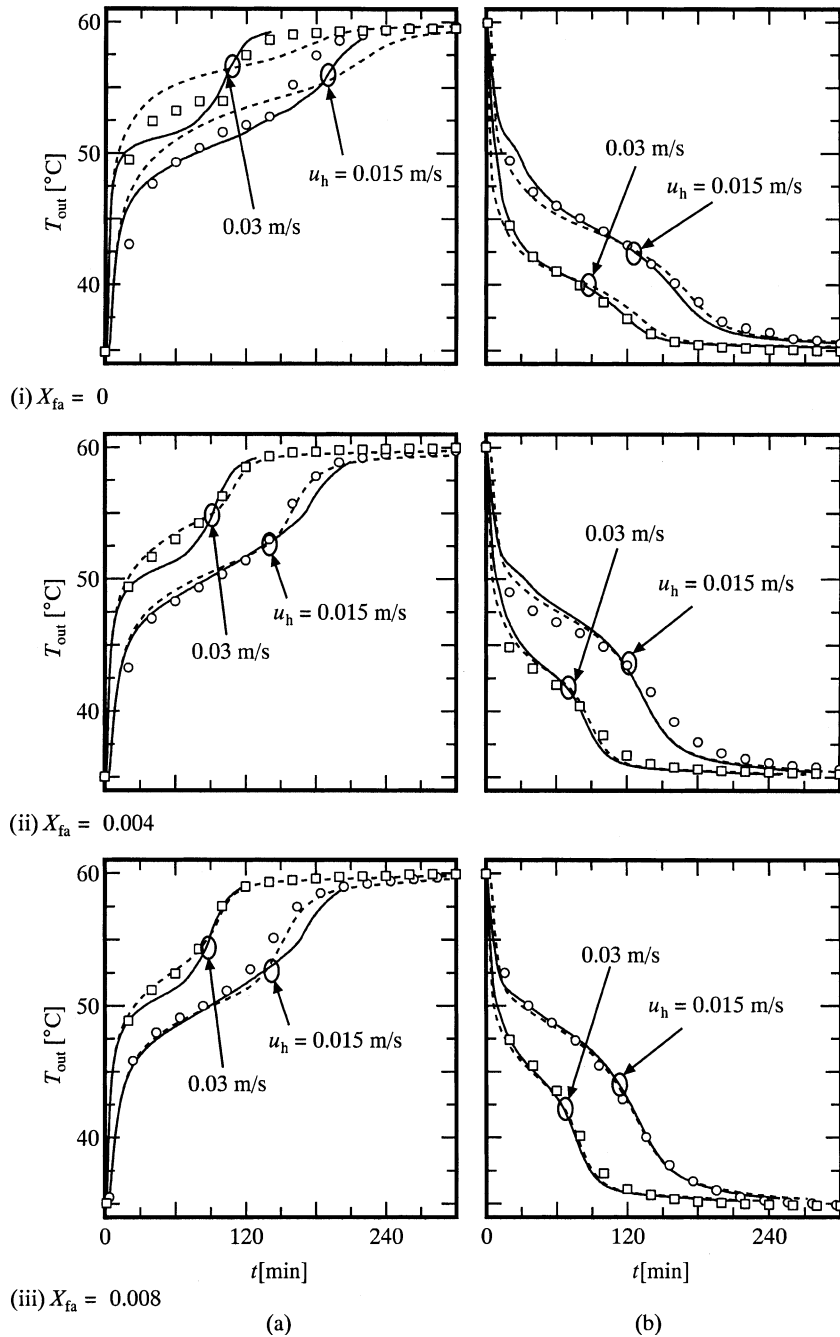 60
50
40
T_out [°C]
0.03 m/s
u_h = 0.015 m/s
0.03 m/s
u_h = 0.015 m/s
(i) X_fa = 0
60
50
40
T_out [°C]
0.03 m/s
u_h = 0.015 m/s
0.03 m/s
u_h = 0.015 m/s
(ii) X_fa = 0.004
60
50
40
T_out [°C]
0.03 m/s
u_h = 0.015 m/s
0.03 m/s
u_h = 0.015 m/s
0 120 240
0 120 240
t[min]
t[min]
(iii) X_fa = 0.008
(a)
(b)